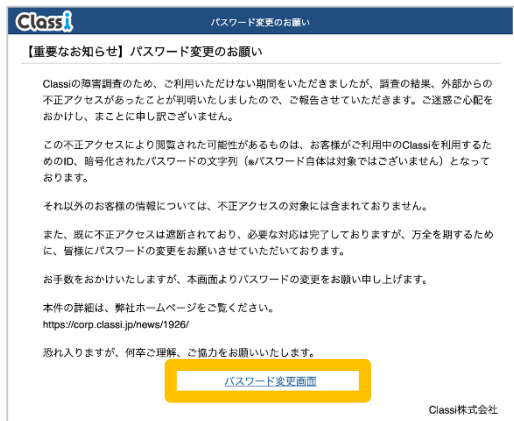 Classi
パスワード変更のお願い
【重要なお知らせ】パスワード変更のお願い
Classiの障害調査のため、ご利用いただけない期間をいただきましたが、調査の結果、外部からの
不正アクセスがあったことが判明いたしましたので、ご報告させていただきます。ご迷惑ご心配を
おかけし、まことに申し訳ございません。
この不正アクセスにより閲覧された可能性があるものは、お客様がご利用中のClassiを利用するた
めのID、暗号化されたパスワードの文字列（※パスワード自体は対象ではございません）となって
おります。
それ以外のお客様の情報については、不正アクセスの対象には含まれておりません。
また、既に不正アクセスは遮断されており、必要な対応は完了しておりますが、万全を期するため
に、皆様にパスワードの変更をお願いさせていただいております。
お手数をおかけいたしますが、本画面よりパスワードの変更をお願い申し上げます。
本件の詳細は、弊社ホームページをご覧ください。
https://corp.classi.jp/news/1926/
恐れ入りますが、何卒ご理解、ご協力をお願いいたします。
パスワード変更画面
Classi株式会社